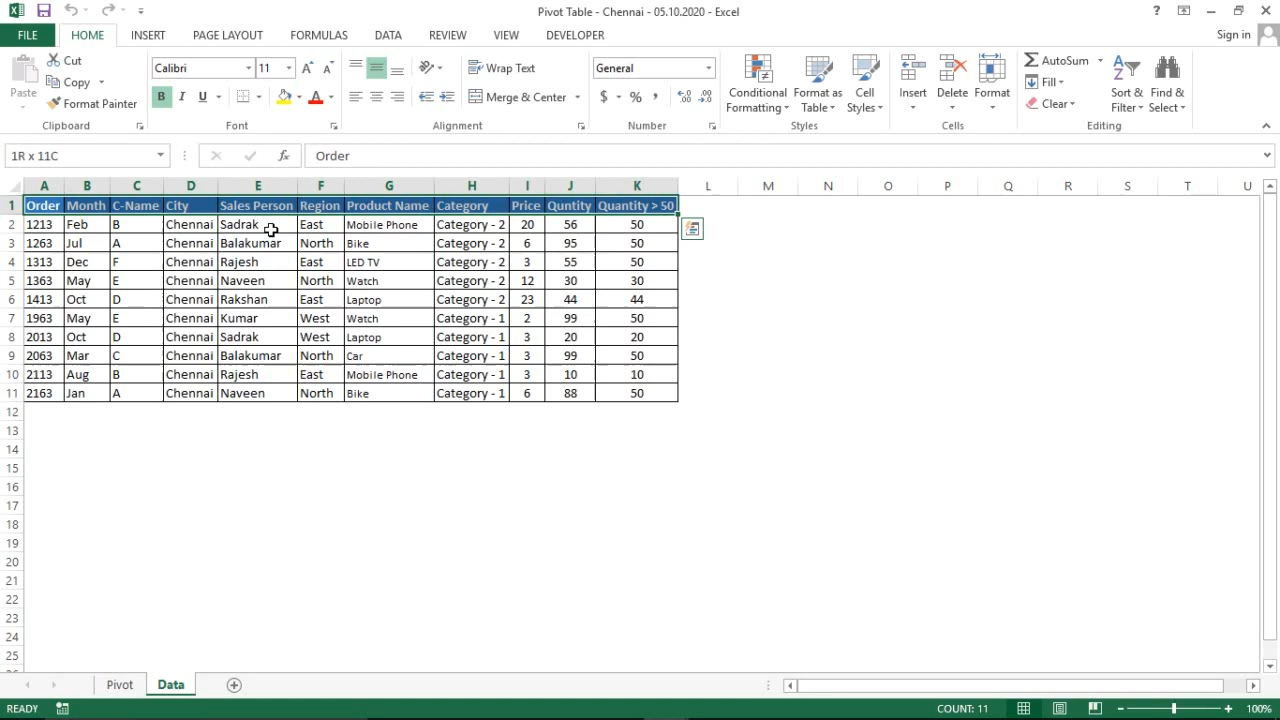 Pivot Table - Chennai - 05.10.2020 - Excel
?
FILE HOME INSERT PAGE LAYOUT FORMULAS DATA REVIEW VIEW DEVELOPER Sign in
Paste Cut Copy Format Painter Clipboard
Calibri 11 A A B I U A Font
Wrap Text Merge & Center Alignment
General $ % , Number
Conditional Formatting Format as Table Cell Styles Styles
Insert Delete Format Cells
AutoSum Fill Clear Sort & Filter Find & Select Editing
1R x 11C fx Order
A B C D E F G H I J K L M N O P Q R S T U
1 Order Month C-Name City Sales Person Region Product Name Category Price Quntity Quantity > 50
2 1213 Feb B Chennai Sadrak East Mobile Phone Category - 2 20 56 50
3 1263 Jul A Chennai Balakumar North Bike Category - 2 6 95 50
4 1313 Dec F Chennai Rajesh East LED TV Category - 2 3 55 50
5 1363 May E Chennai Naveen North Watch Category - 2 12 30 30
6 1413 Oct D Chennai Rakshan East Laptop Category - 2 23 44 44
7 1963 May E Chennai Kumar West Watch Category - 1 2 99 50
8 2013 Oct D Chennai Sadrak West Laptop Category - 1 3 20 20
9 2063 Mar C Chennai Balakumar North Car Category - 1 3 99 50
10 2113 Aug B Chennai Rajesh East Mobile Phone Category - 1 3 10 10
11 2163 Jan A Chennai Naveen North Bike Category - 1 6 88 50
12
13
14
15
16
17
18
19
20
21
22
23
24
25
Pivot Data
READY COUNT: 11 100%